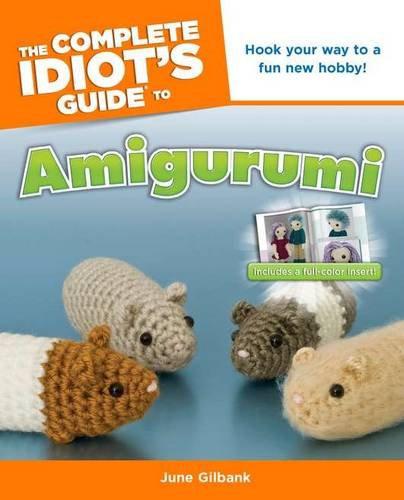 THE COMPLETE
IDIOT'S
GUIDE® TO
Hook your way to a
fun new hobby!
Amigurumi
Includes a full-color insert!
June Gilbank